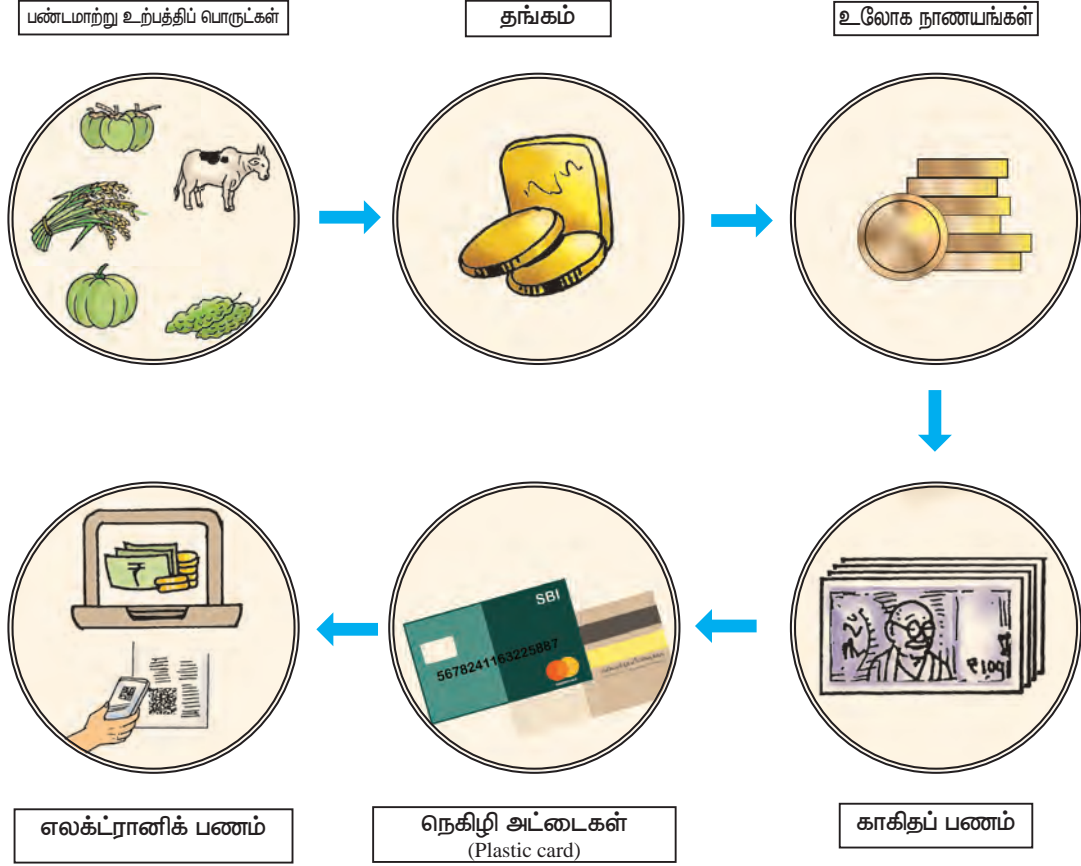 பண்டமாற்று உற்பத்திப் பொருட்கள்
தங்கம்
உலோக நாணயங்கள்
₹
SBI
5678241163225887
எலக்ட்ரானிக் பணம்
நெகிழி அட்டைகள்
(Plastic card)
காகிதப் பணம்